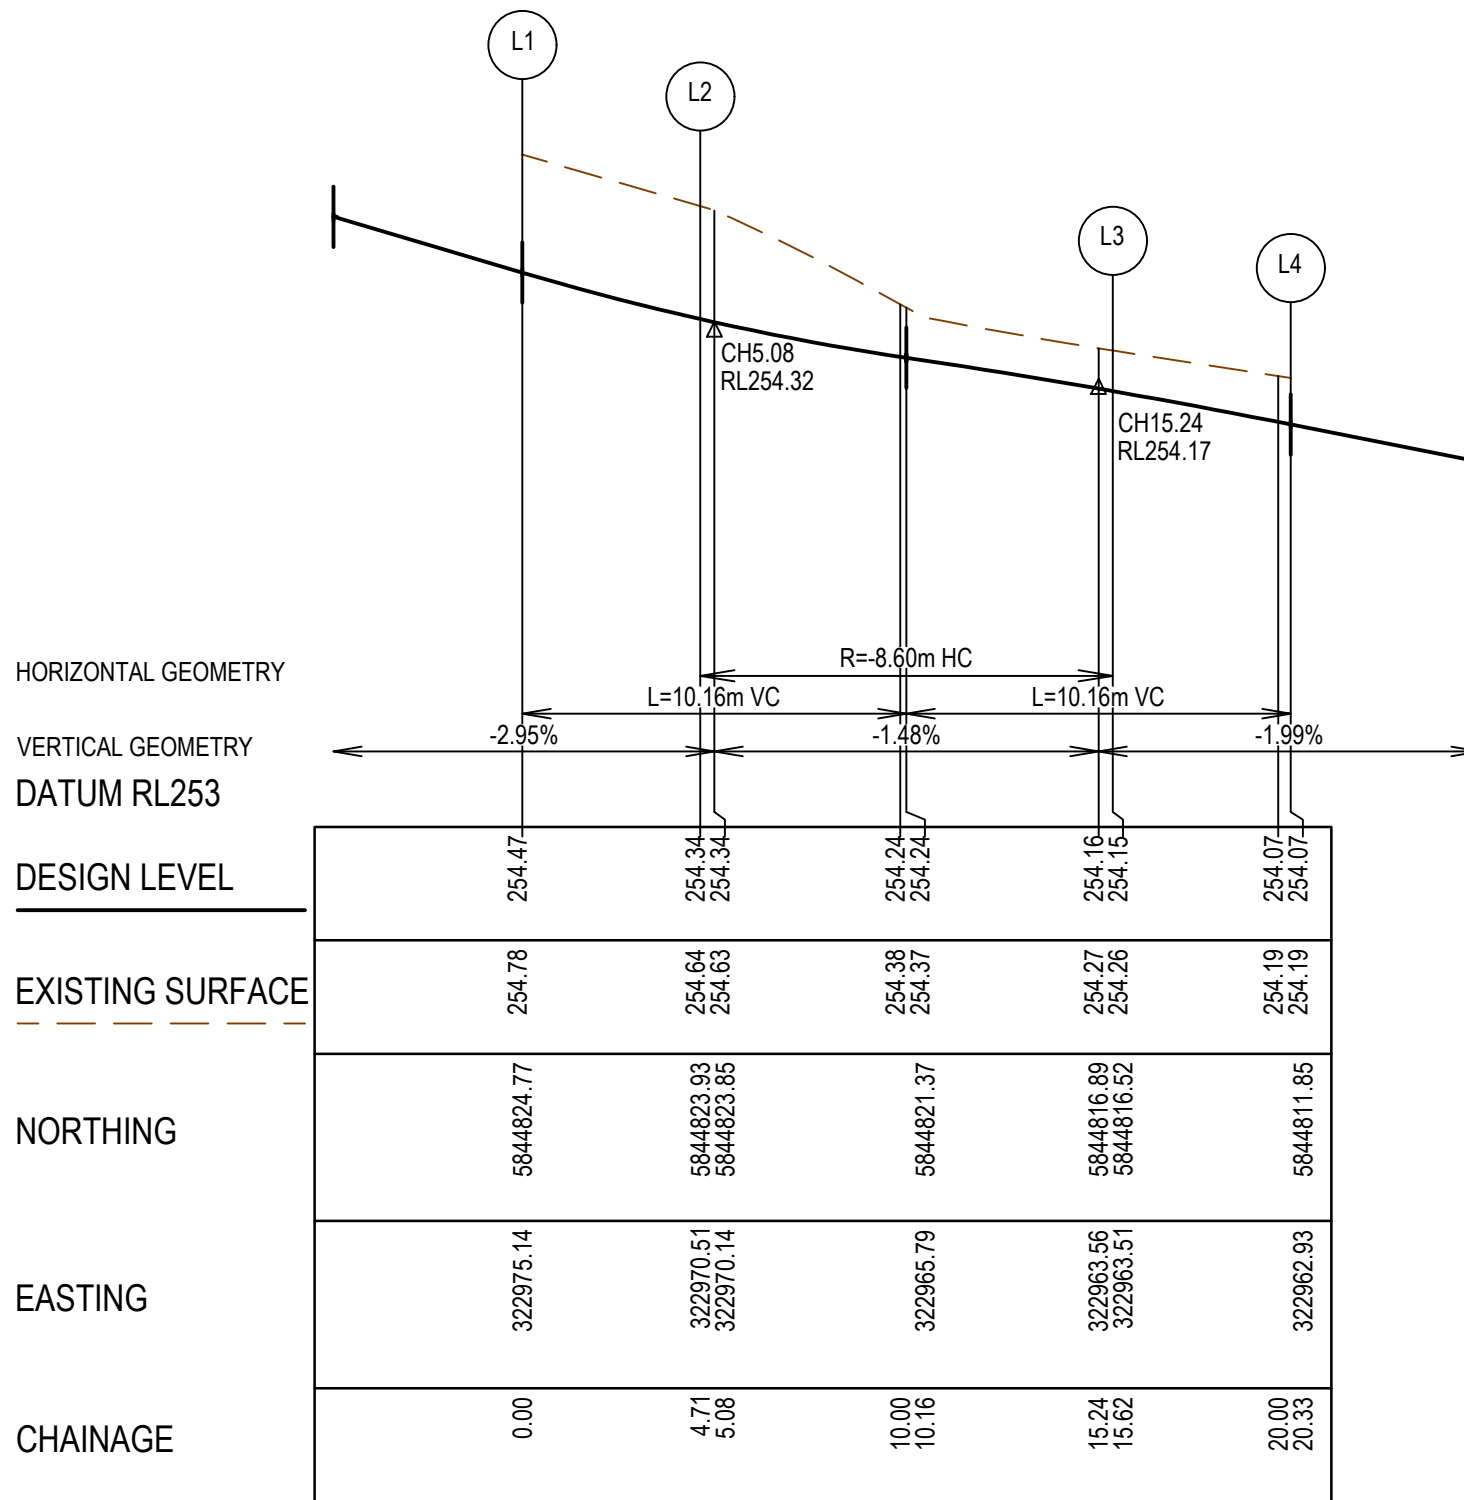 L1
L2
L3
L4
CH5.08
RL254.32
CH15.24
RL254.17
HORIZONTAL GEOMETRY
R=-8.60m HC
L=10.16m VC
L=10.16m VC
VERTICAL GEOMETRY
-2.95%
-1.48%
-1.99%
DATUM RL253
DESIGN LEVEL
254.47
254.34
254.34
254.24
254.24
254.16
254.15
254.07
254.07
EXISTING SURFACE
254.78
254.64
254.63
254.38
254.37
254.27
254.26
254.19
254.19
NORTHING
5844824.77
5844823.93
5844823.85
5844821.37
5844816.89
5844816.52
5844811.85
EASTING
322975.14
322970.51
322970.14
322965.79
322963.56
322963.51
322962.93
CHAINAGE
0.00
4.71
5.08
10.00
10.16
15.24
15.62
20.00
20.33